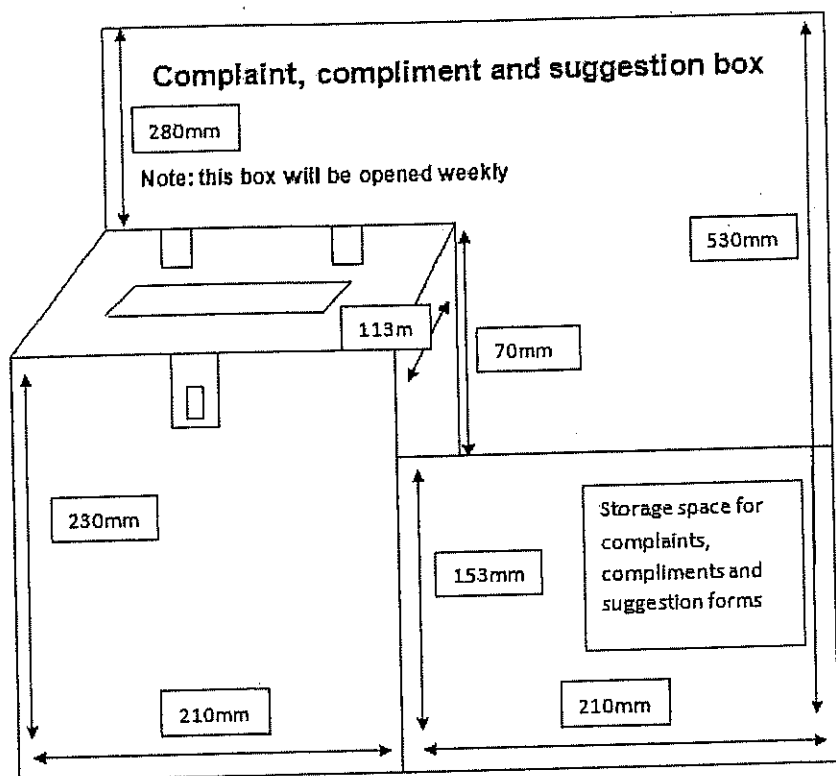 Complaint, compliment and suggestion box
280mm
Note: this box will be opened weekly
530mm
113m
70mm
230mm
Storage space for
complaints,
compliments and
suggestion forms
153mm
210mm
210mm